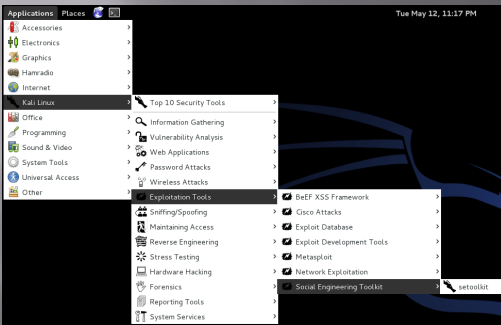 Applications Places Tue May 12, 11:17 PM
Accessories
Electronics
Graphics
Hamradio
Internet
Kali Linux
Office
Programming
Sound & Video
System Tools
Universal Access
Other
Top 10 Security Tools
Information Gathering
Vulnerability Analysis
Web Applications
Password Attacks
Wireless Attacks
Exploitation Tools
Sniffing/Spoofing
Maintaining Access
Reverse Engineering
Stress Testing
Hardware Hacking
Forensics
Reporting Tools
System Services
BeEF XSS Framework
Cisco Attacks
Exploit Database
Exploit Development Tools
Metasploit
Network Exploitation
Social Engineering Toolkit
setoolkit